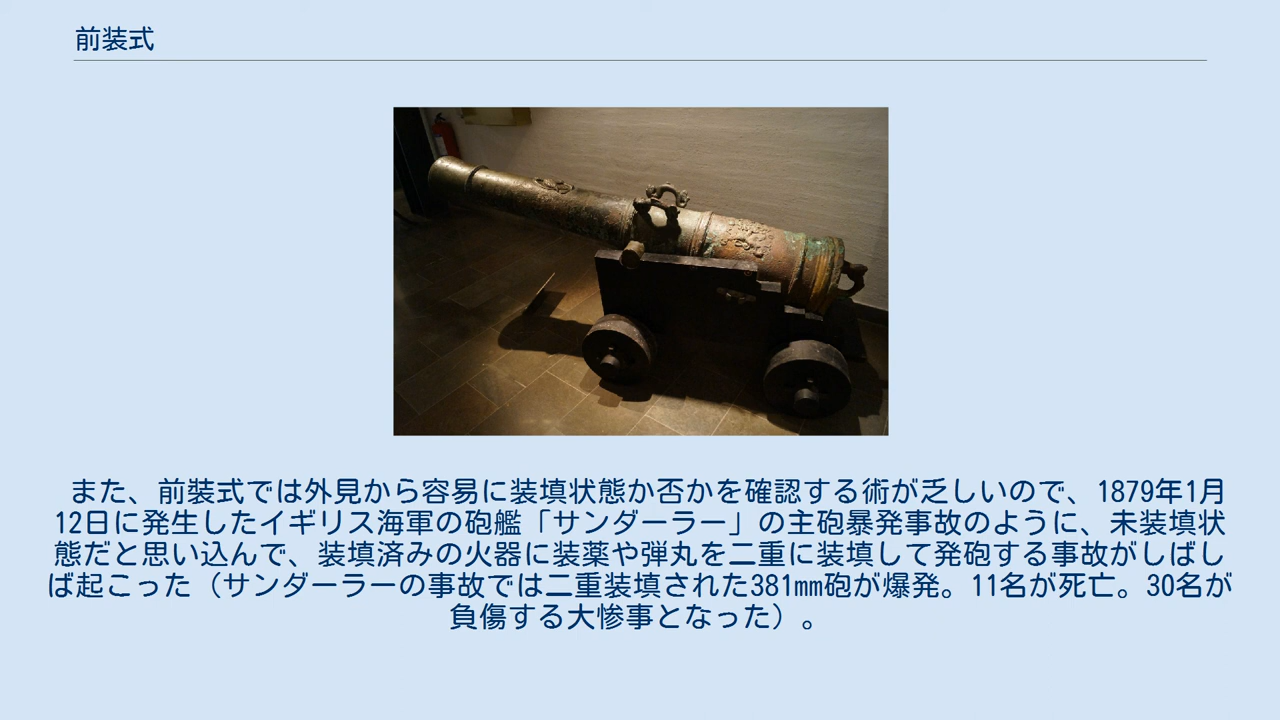 前装式
また、前装式では外見から容易に装填状態か否かを確認する術が乏しいので、1879年1月
12日に発生したイギリス海軍の砲艦「サンダーラー」の主砲暴発事故のように、未装填状
態だと思い込んで、装填済みの火器に装薬や弾丸を二重に装填して発砲する事故がしばし
ば起こった（サンダーラーの事故では二重装填された381mm砲が爆発。11名が死亡。30名が
負傷する大惨事となった）。